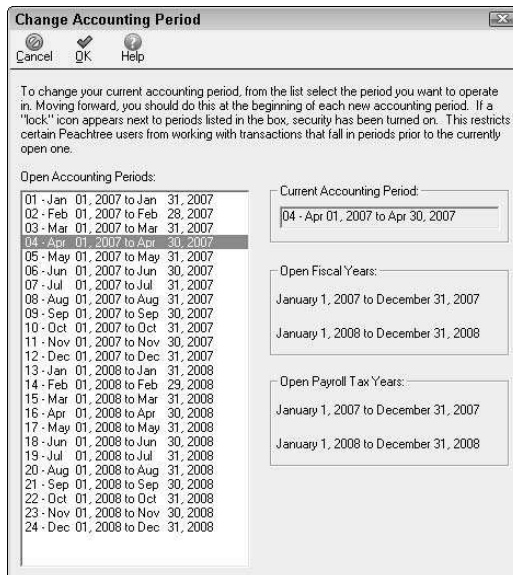 Change Accounting Period
Cancel OK Help
To change your current accounting period, from the list select the period you want to operate
in. Moving forward, you should do this at the beginning of each new accounting period. If a
"lock" icon appears next to periods listed in the box, security has been turned on. This restricts
certain Peachtree users from working with transactions that fall in periods prior to the currently
open one.
Open Accounting Periods:
01 - Jan 01, 2007 to Jan 31, 2007
02 - Feb 01, 2007 to Feb 28, 2007
03 - Mar 01, 2007 to Mar 31, 2007
04 - Apr 01, 2007 to Apr 30, 2007
05 - May 01, 2007 to May 31, 2007
06 - Jun 01, 2007 to Jun 30, 2007
07 - Jul 01, 2007 to Jul 31, 2007
08 - Aug 01, 2007 to Aug 31, 2007
09 - Sep 01, 2007 to Sep 30, 2007
10 - Oct 01, 2007 to Oct 31, 2007
11 - Nov 01, 2007 to Nov 30, 2007
12 - Dec 01, 2007 to Dec 31, 2007
13 - Jan 01, 2008 to Jan 31, 2008
14 - Feb 01, 2008 to Feb 29, 2008
15 - Mar 01, 2008 to Mar 31, 2008
16 - Apr 01, 2008 to Apr 30, 2008
17 - May 01, 2008 to May 31, 2008
18 - Jun 01, 2008 to Jun 30, 2008
19 - Jul 01, 2008 to Jul 31, 2008
20 - Aug 01, 2008 to Aug 31, 2008
21 - Sep 01, 2008 to Sep 30, 2008
22 - Oct 01, 2008 to Oct 31, 2008
23 - Nov 01, 2008 to Nov 30, 2008
24 - Dec 01, 2008 to Dec 31, 2008
Current Accounting Period:
04 - Apr 01, 2007 to Apr 30, 2007
Open Fiscal Years:
January 1, 2007 to December 31, 2007
January 1, 2008 to December 31, 2008
Open Payroll Tax Years:
January 1, 2007 to December 31, 2007
January 1, 2008 to December 31, 2008